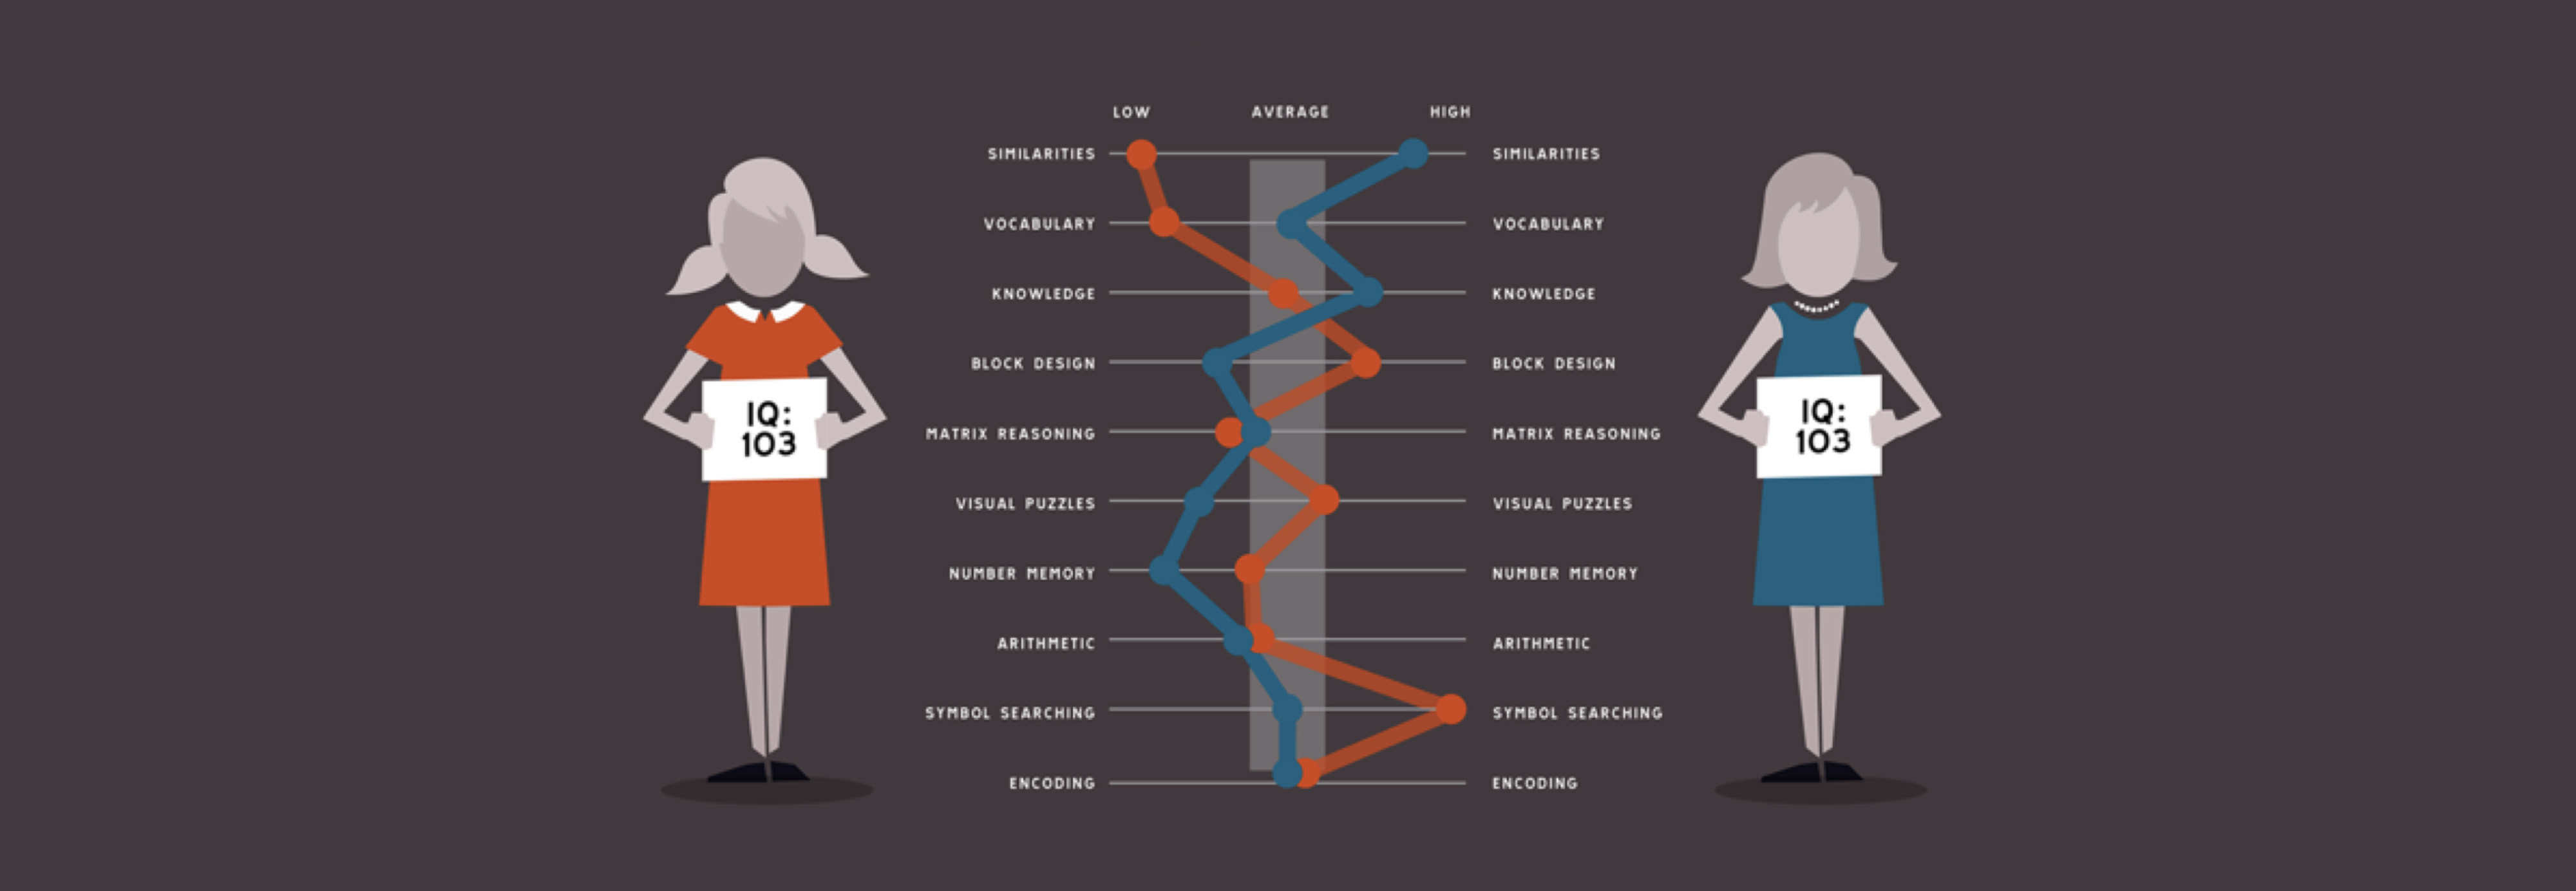 LOW AVERAGE HIGH
SIMILARITIES SIMILARITIES
VOCABULARY VOCABULARY
KNOWLEDGE KNOWLEDGE
BLOCK DESIGN BLOCK DESIGN
IQ:
103
IQ:
103
MATRIX REASONING MATRIX REASONING
VISUAL PUZZLES VISUAL PUZZLES
NUMBER MEMORY NUMBER MEMORY
ARITHMETIC ARITHMETIC
SYMBOL SEARCHING SYMBOL SEARCHING
ENCODING ENCODING